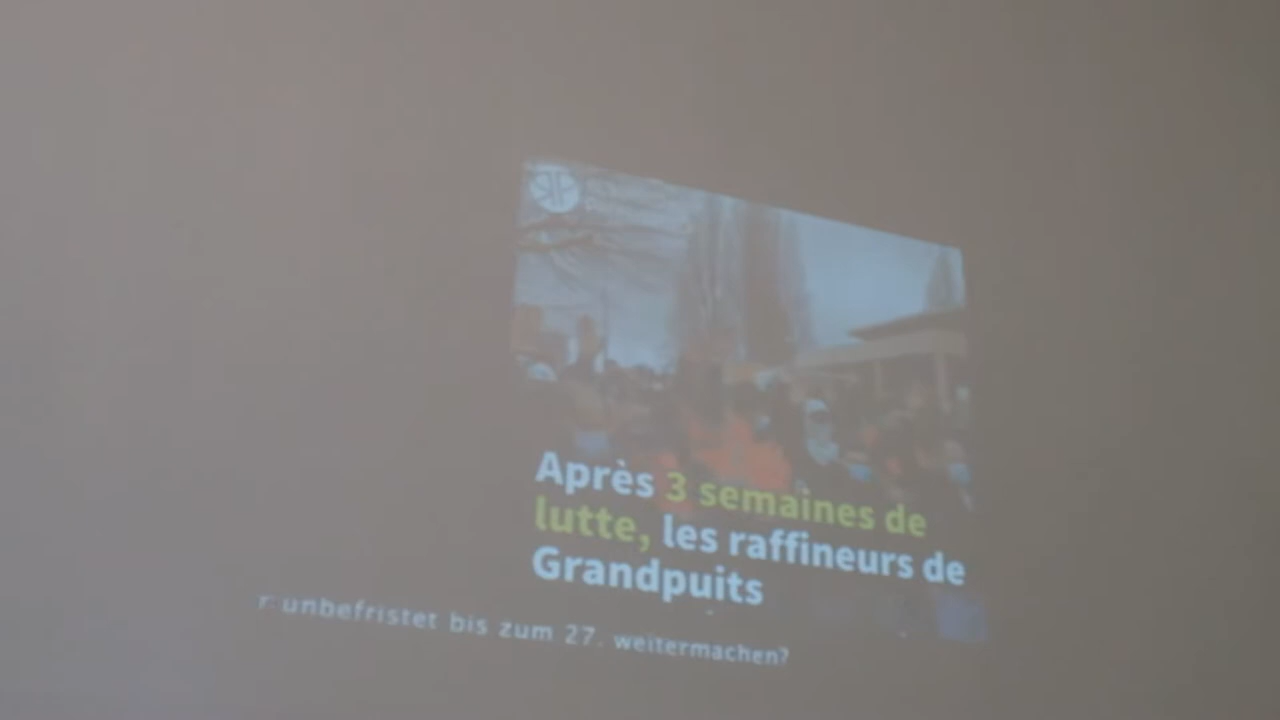 Après 3 semaines de
lutte, les raffineurs de
Grandpuits
unbefristet bis zum 27. weitermachen?